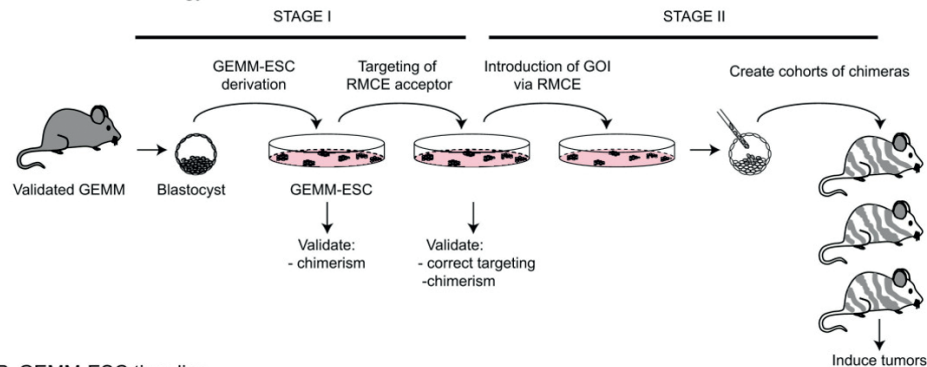 STAGE I
STAGE II
GEMM-ESC
derivation
Targeting of
RMCE acceptor
Introduction of GOI
via RMCE
Create cohorts of chimeras
Validated GEMM
Blastocyst
GEMM-ESC
Validate:
- chimerism
Validate:
- correct targeting
-chimerism
Induce tumors